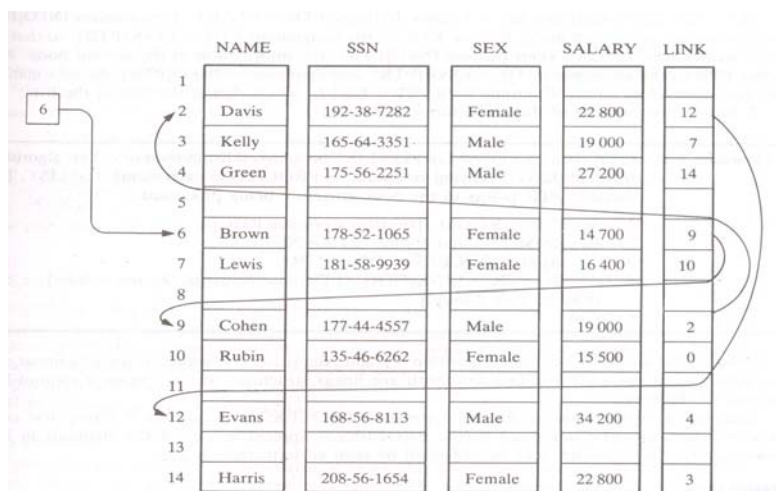 NAME SSN SEX SALARY LINK
1
6 2 Davis 192-38-7282 Female 22 800 12
3 Kelly 165-64-3351 Male 19 000 7
4 Green 175-56-2251 Male 27 200 14
5
6 Brown 178-52-1065 Female 14 700 9
7 Lewis 181-58-9939 Female 16 400 10
8
9 Cohen 177-44-4557 Male 19 000 2
10 Rubin 135-46-6262 Female 15 500 0
11
12 Evans 168-56-8113 Male 34 200 4
13
14 Harris 208-56-1654 Female 22 800 3